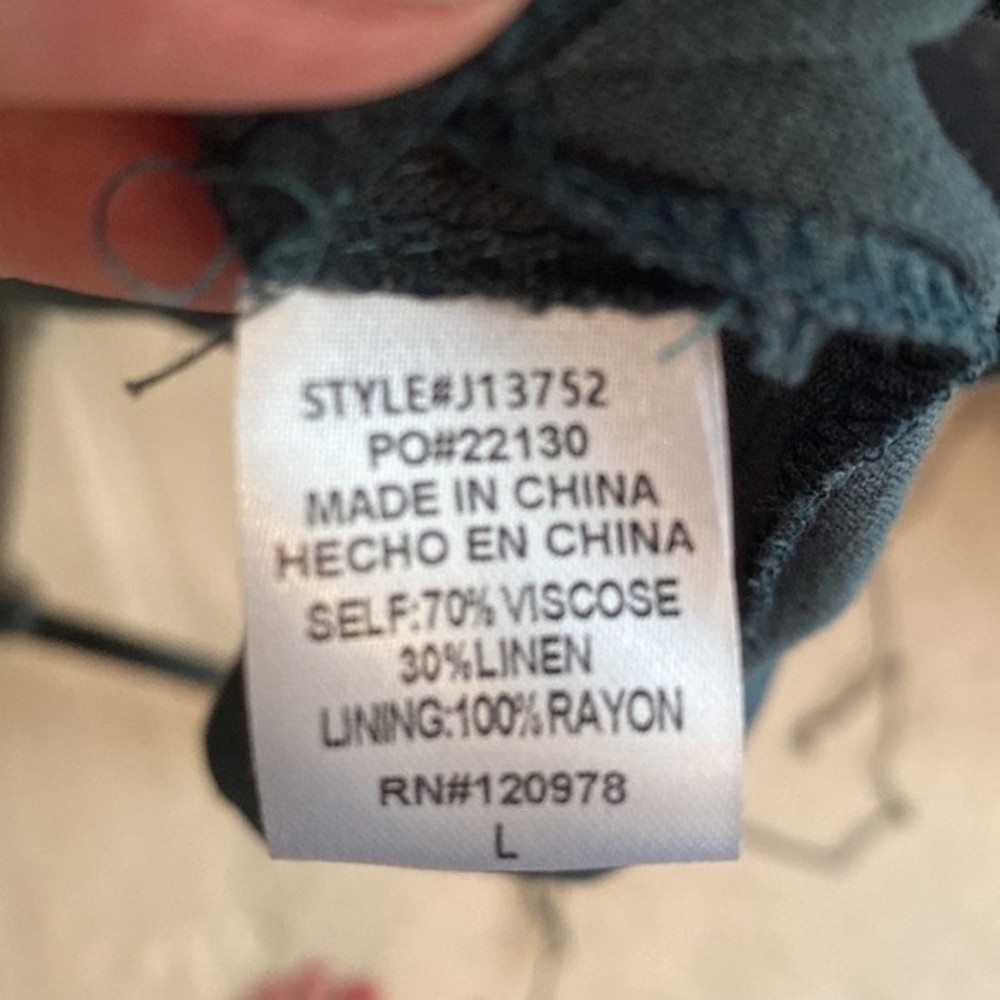 STYLE#J13752
PO#22130
MADE IN CHINA
HECHO EN CHINA
SELF:70% VISCOSE
30%LINEN
LINING:100%RAYON
RN#120978
L